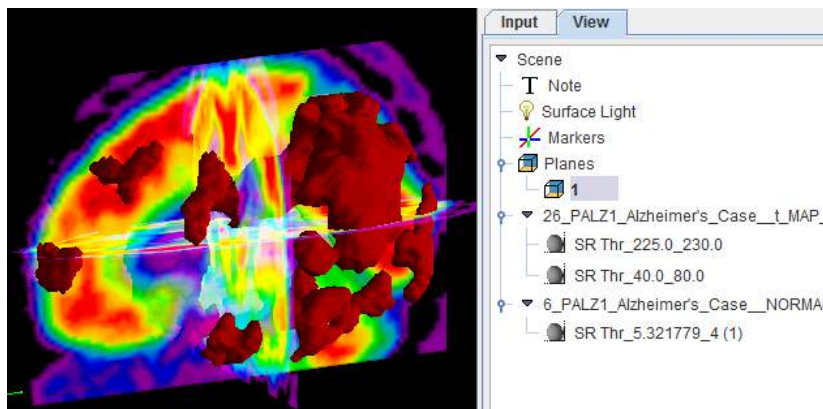 Input View
Scene
T Note
Surface Light
Markers
Planes
1
26_PALZ1_Alzheimer's_Case__t_MAP_
SR Thr_225.0_230.0
SR Thr_40.0_80.0
6_PALZ1_Alzheimer's_Case__NORMA
SR Thr_5.321779_4 (1)